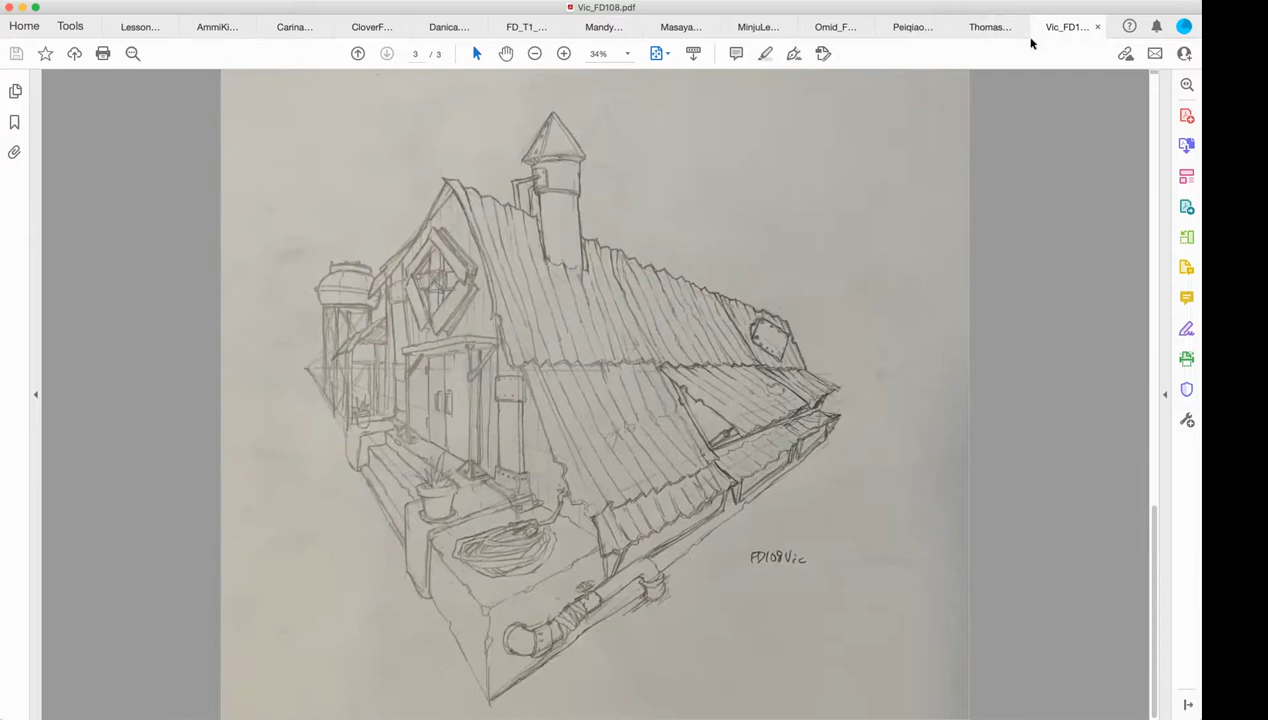 Vic_FD108.pdf
Home Tools Lesson... AmmiKi... Carina... CloverF... Danica.... FD_T1_... Mandy... Masaya... MinjuLe... Omid_F... Peiqiao... Thomas... Vic_FD1... ×
3 / 3 34%
FD108Vic